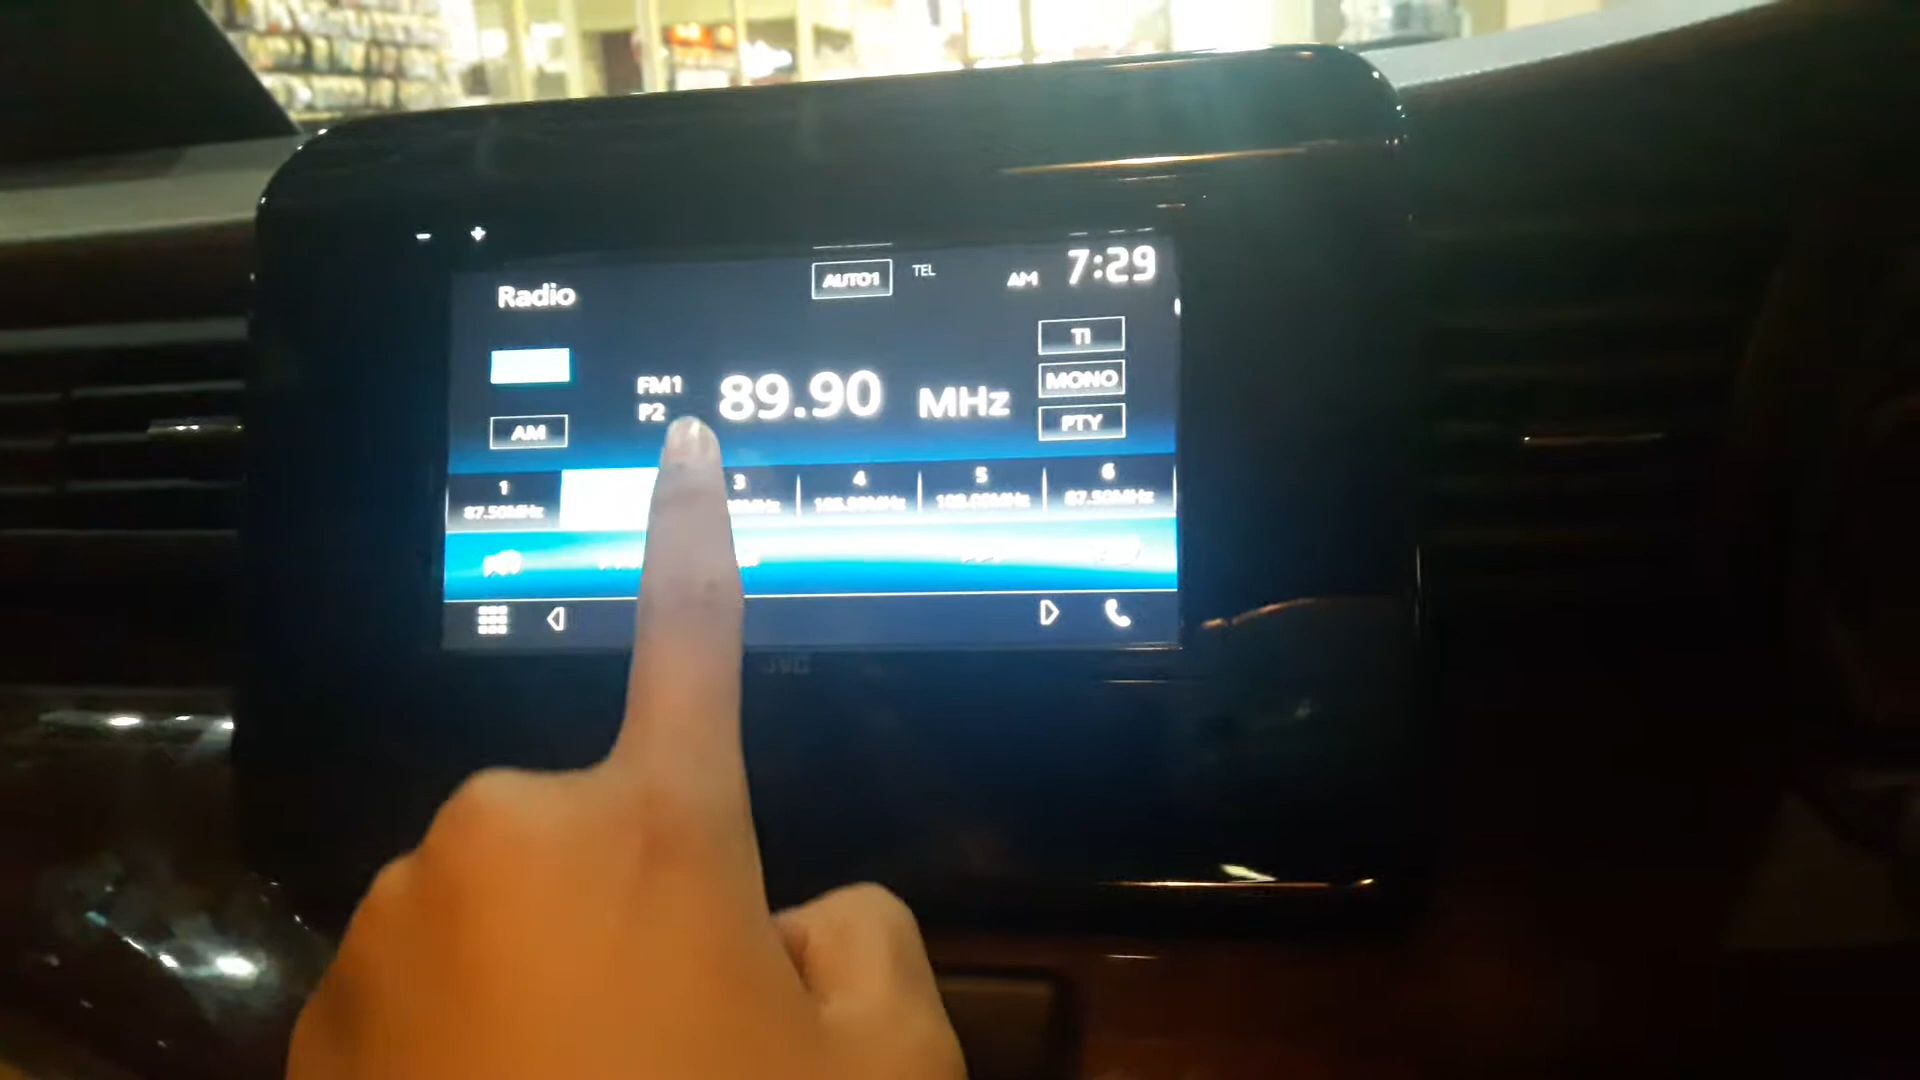 - +
Radio AUTO1 TEL AM 7:29
TI
FM1 89.90 MHz MONO
P2
AM PTY
1 3 4 5 6
87.50MHz 87.50MHz
JVC